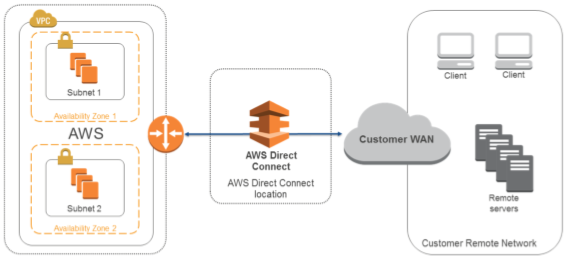 VPC
Subnet 1
Availability Zone 1
AWS
Subnet 2
Availability Zone 2
AWS Direct
Connect
AWS Direct Connect
location
Customer WAN
Client
Client
Remote
servers
Customer Remote Network